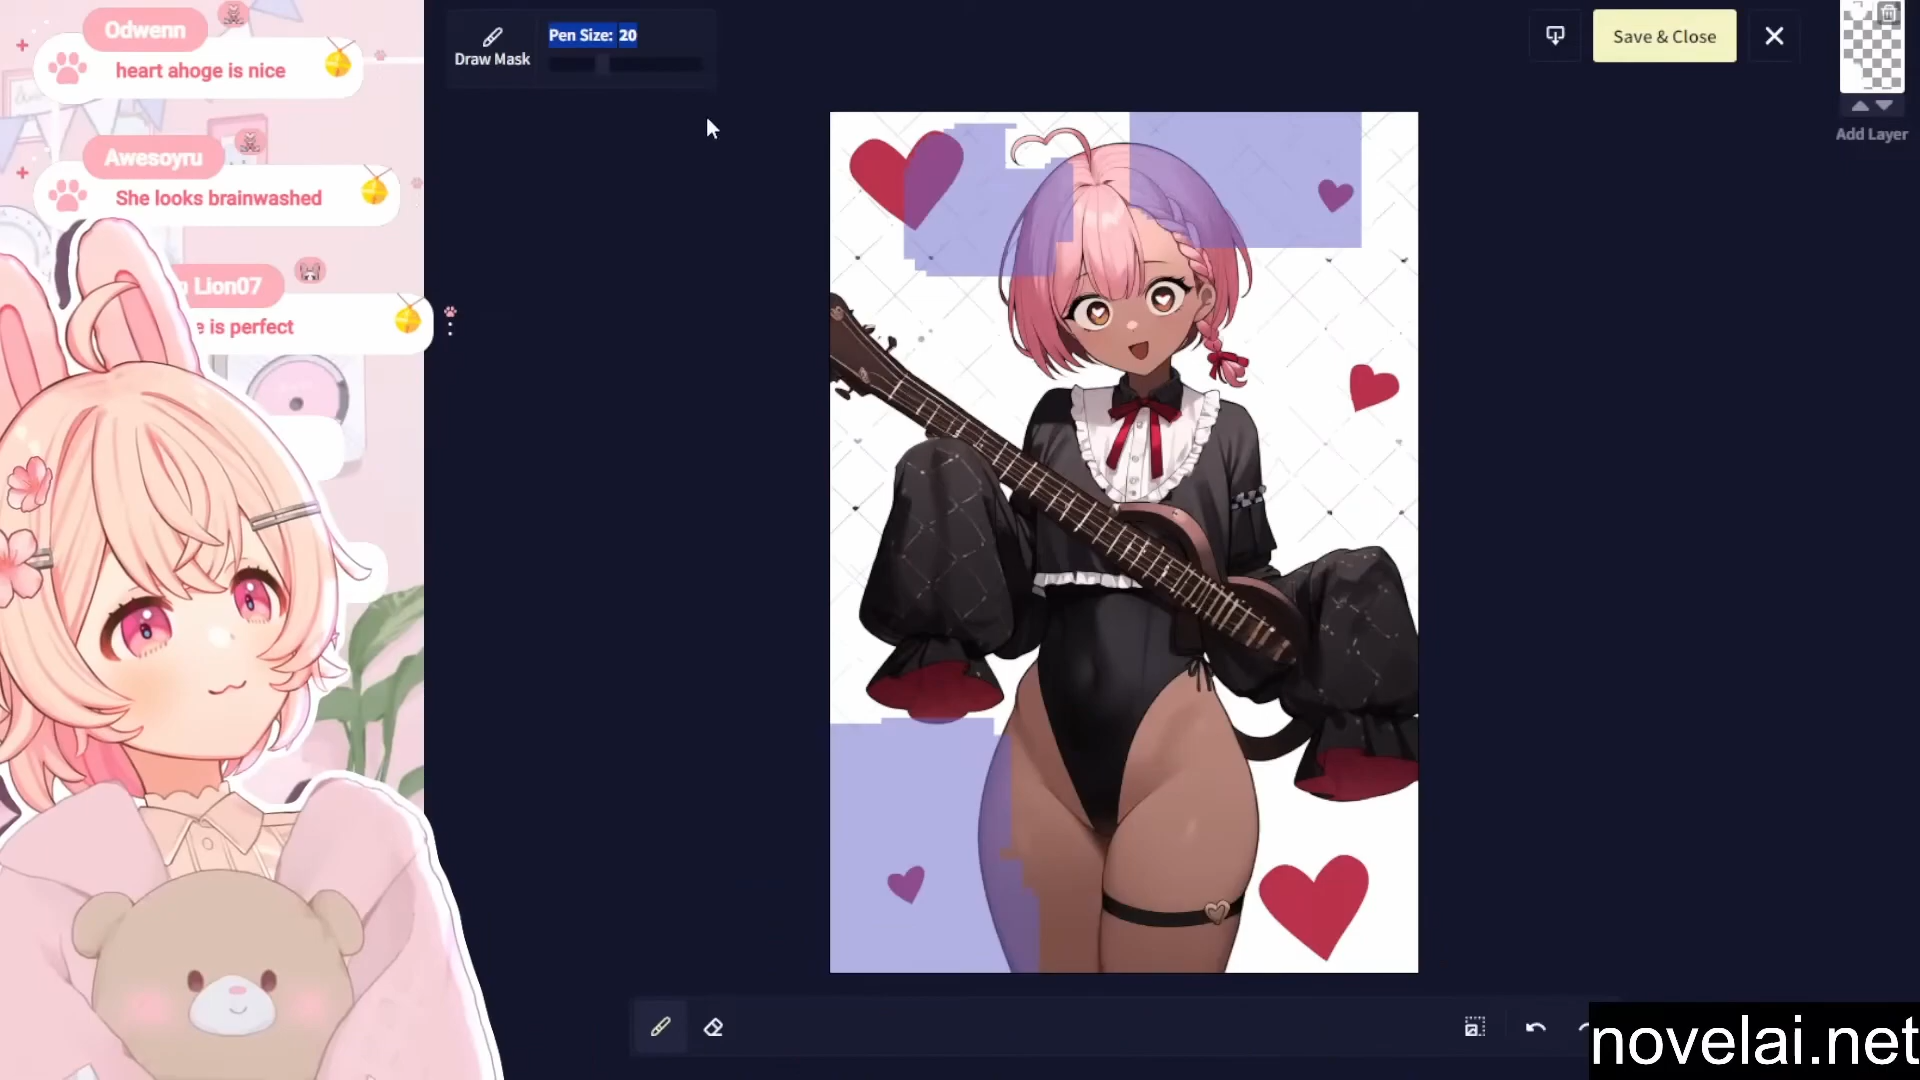 Odwenn
heart ahoge is nice
Awesoyru
She looks brainwashed
Lion07
is perfect
Draw Mask
Pen Size: 20
Save & Close
Add Layer
novelai.net